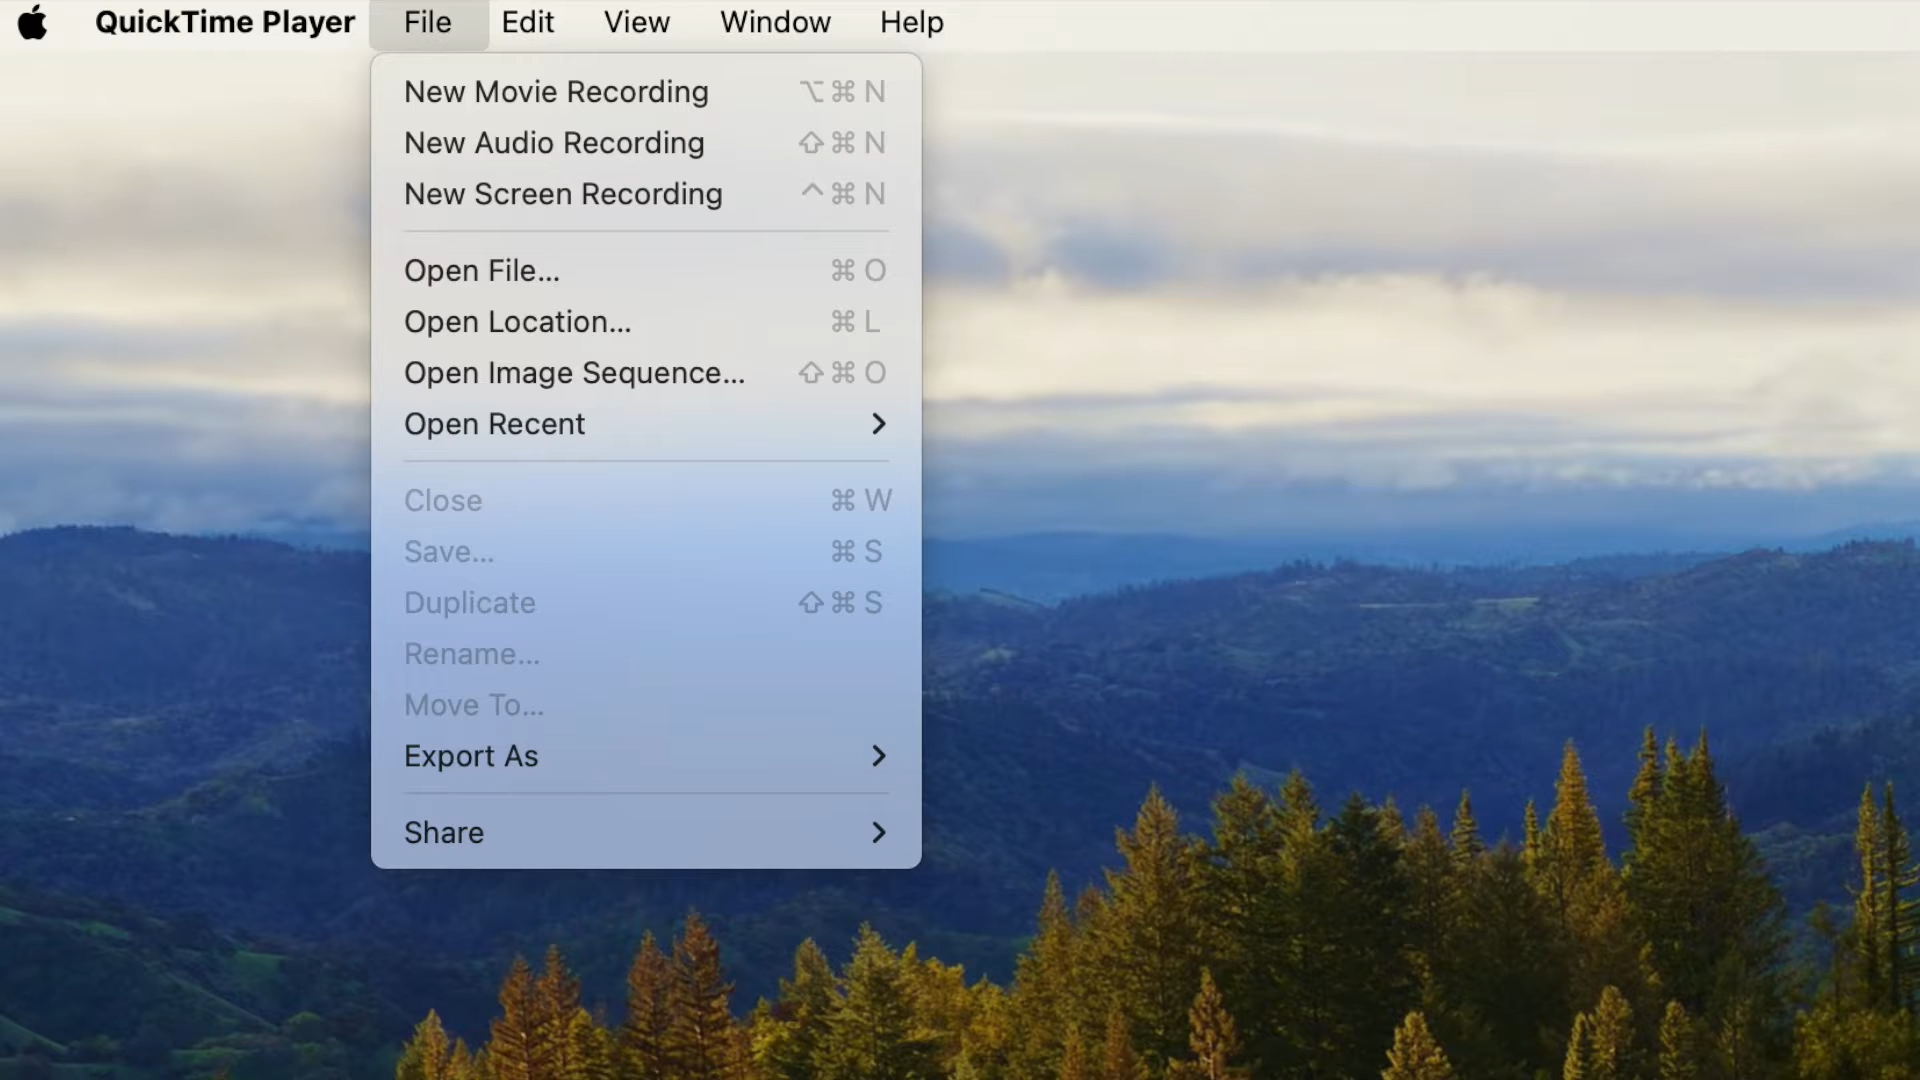 QuickTime Player File Edit View Window Help
New Movie Recording ⌥⌘N
New Audio Recording ⇧⌘N
New Screen Recording ^⌘N
Open File... ⌘O
Open Location... ⌘L
Open Image Sequence... ⇧⌘O
Open Recent >
Close ⌘W
Save... ⌘S
Duplicate ⇧⌘S
Rename...
Move To...
Export As >
Share >